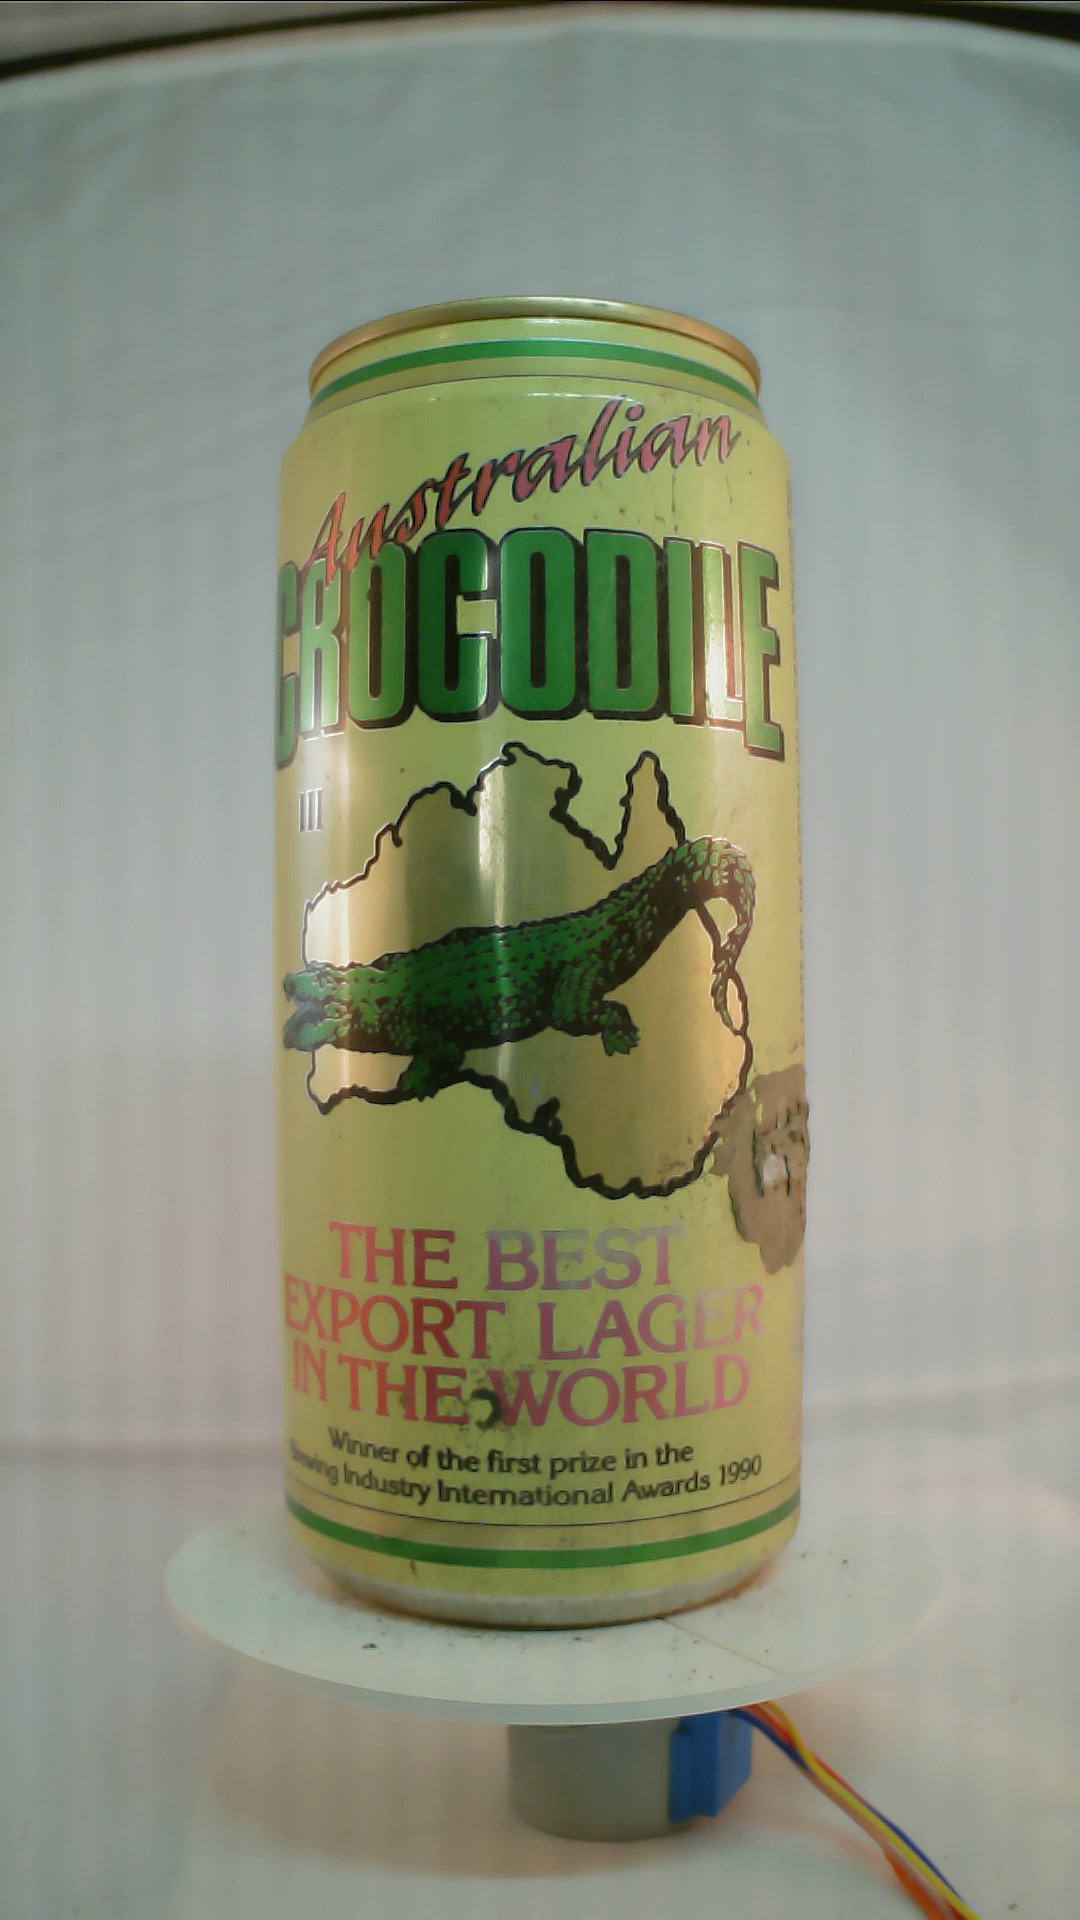 Australian
CROCODILE
III
THE BEST
EXPORT LAGER
IN THE WORLD
Winner of the first prize in the
Brewing Industry International Awards 1990